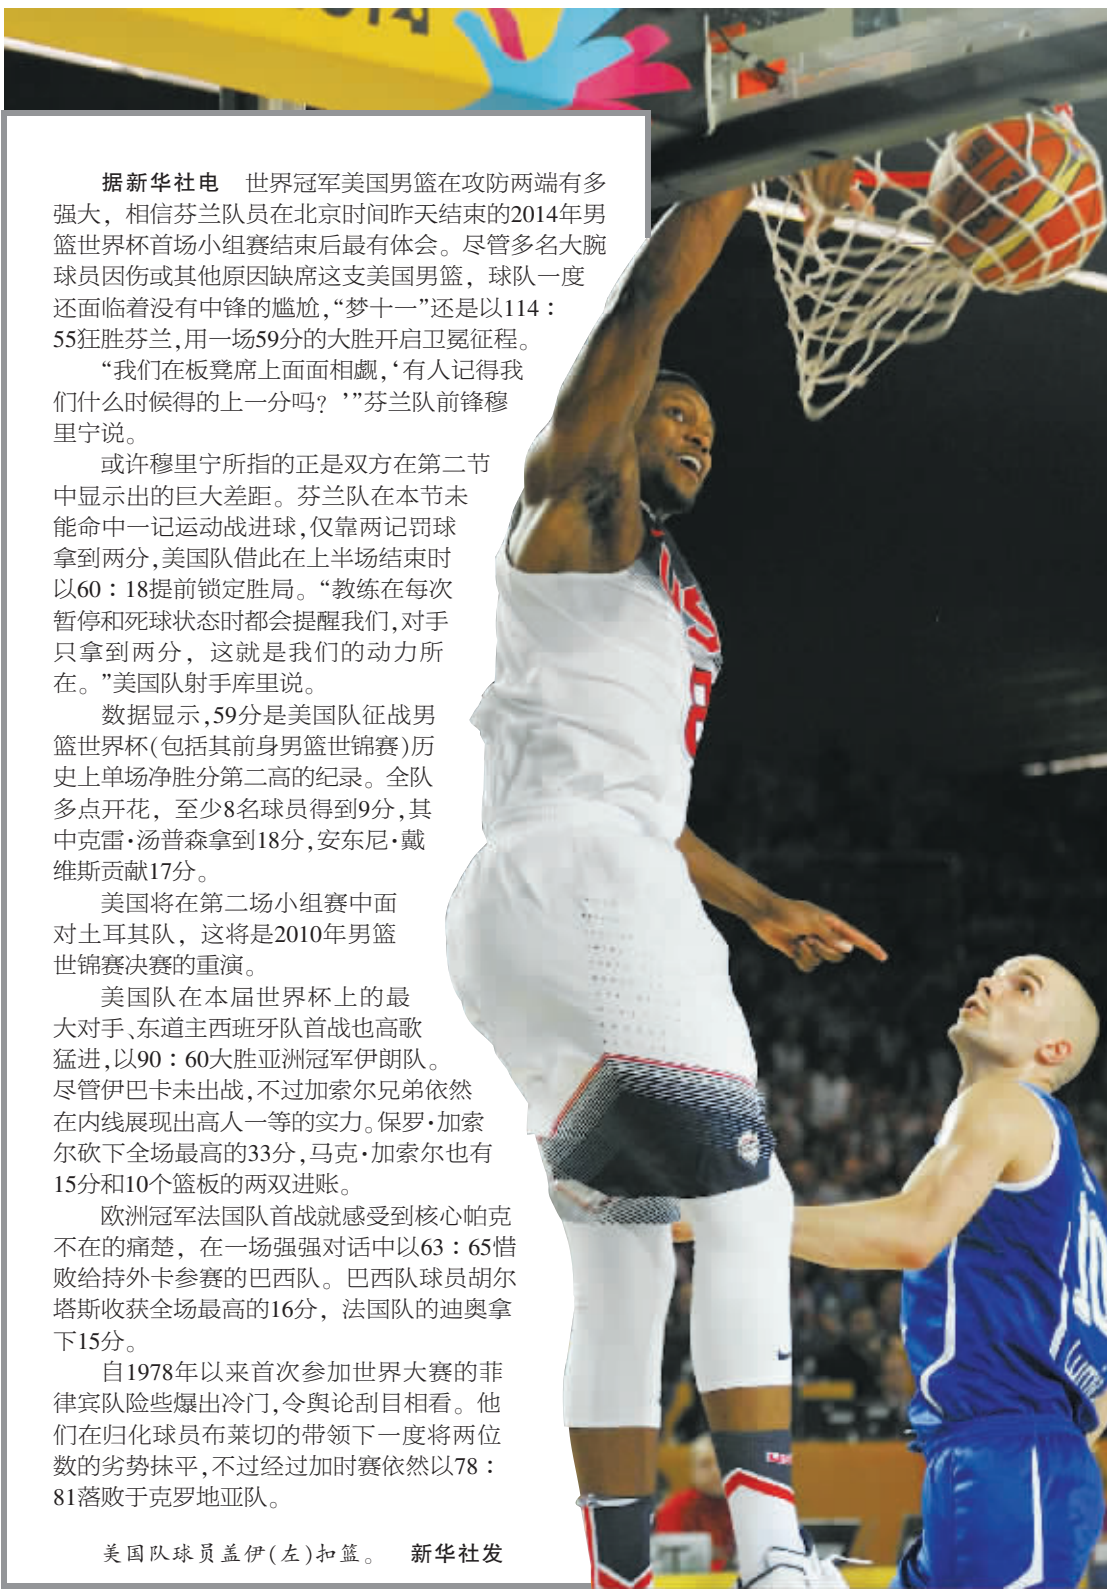 2014
据新华社电 世界冠军美国男篮在攻防两端有多
强大，相信芬兰队员在北京时间昨天结束的2014年男
篮世界杯首场小组赛结束后最有体会。尽管多名大腕
球员因伤或其他原因缺席这支美国男篮，球队一度
还面临着没有中锋的尴尬，“梦十一”还是以114：
55狂胜芬兰，用一场59分的大胜开启卫冕征程。
“我们在板凳席上面面相觑，‘有人记得我
们什么时候得的上一分吗？’”芬兰队前锋穆
里宁说。
或许穆里宁所指的正是双方在第二节
中显示出的巨大差距。芬兰队在本节未
能命中一记运动战进球，仅靠两记罚球
拿到两分，美国队借此在上半场结束时
以60：18提前锁定胜局。“教练在每次
暂停和死球状态时都会提醒我们，对手
只拿到两分，这就是我们的动力所
在。”美国队射手库里说。
数据显示，59分是美国队征战男
篮世界杯（包括其前身男篮世锦赛）历
史上单场净胜分第二高的纪录。全队
多点开花，至少8名球员得到9分，其
中克雷·汤普森拿到18分，安东尼·戴
维斯贡献17分。
美国将在第二场小组赛中面
对土耳其队，这将是2010年男篮
世锦赛决赛的重演。
美国队在本届世界杯上的最
大对手、东道主西班牙队首战也高歌
猛进，以90：60大胜亚洲冠军伊朗队。
尽管伊巴卡未出战，不过加索尔兄弟依然
在内线展现出高人一等的实力。保罗·加索
尔砍下全场最高的33分，马克·加索尔也有
15分和10个篮板的两双进账。
欧洲冠军法国队首战就感受到核心帕克
不在的痛楚，在一场强强对话中以63：65惜
败给持外卡参赛的巴西队。巴西队球员胡尔
塔斯收获全场最高的16分，法国队的迪奥拿
下15分。
自1978年以来首次参加世界大赛的菲
律宾队险些爆出冷门，令舆论刮目相看。他
们在归化球员布莱切的带领下一度将两位
数的劣势抹平，不过经过加时赛依然以78：
81落败于克罗地亚队。
美国队球员盖伊（左）扣篮。 新华社发